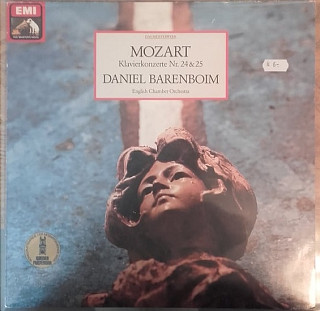 EMI
MOZART
Klavierkonzerte Nr. 24 & 25
DANIEL BARENBOIM
English Chamber Orchestra